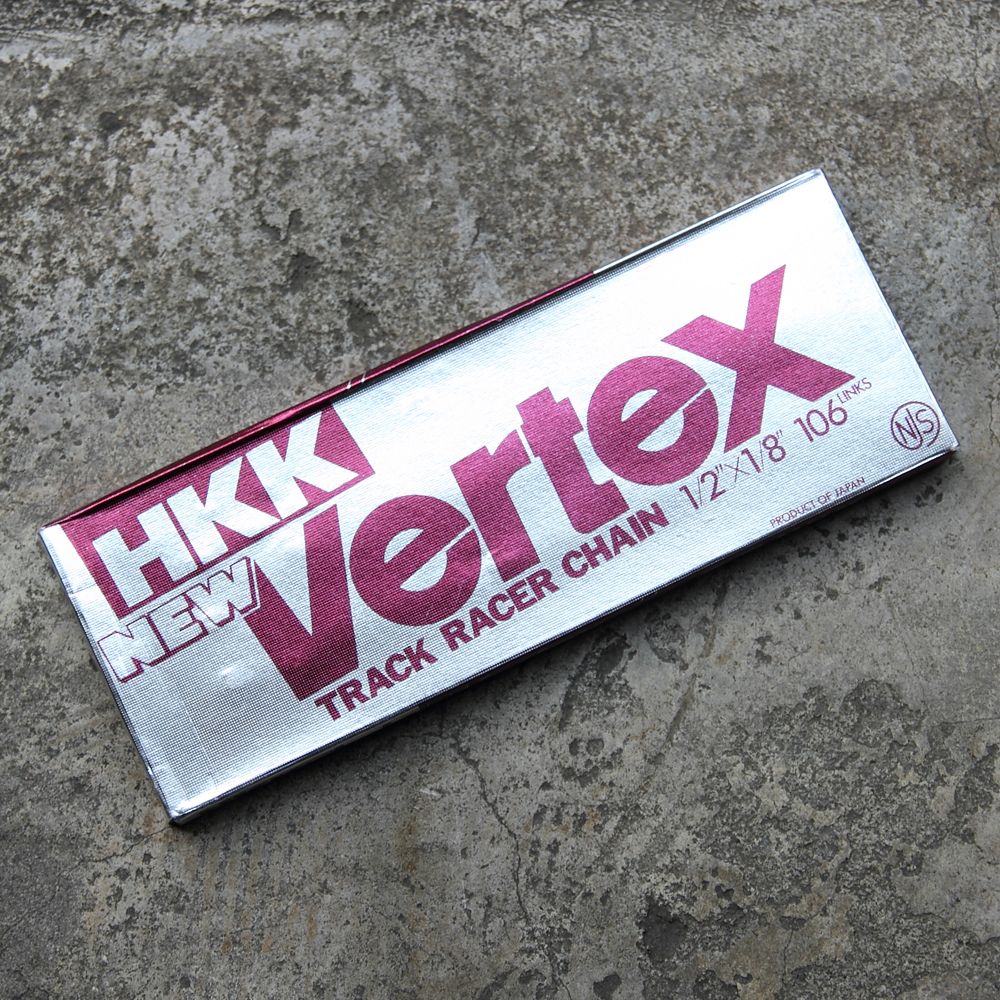 HKK
NEW Vertex
TRACK RACER CHAIN 1/2"X1/8" 106 LINKS
NJS
PRODUCT OF JAPAN